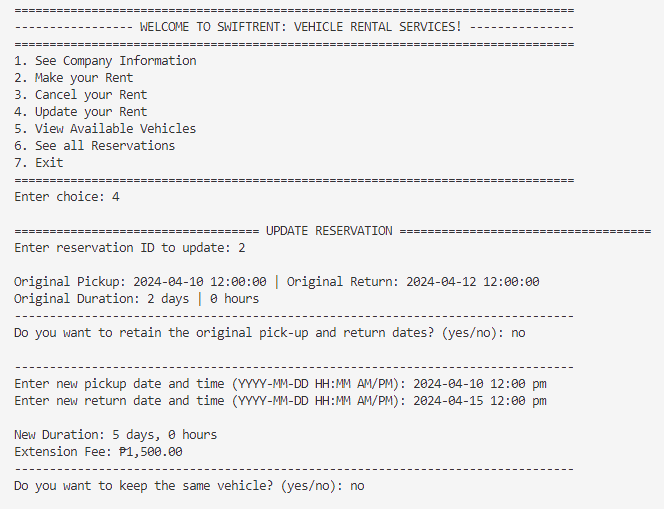 ================================================================================
----------------- WELCOME TO SWIFTRENT: VEHICLE RENTAL SERVICES! ---------------
================================================================================
1. See Company Information
2. Make your Rent
3. Cancel your Rent
4. Update your Rent
5. View Available Vehicles
6. See all Reservations
7. Exit
================================================================================
Enter choice: 4
=================================== UPDATE RESERVATION ====================================
Enter reservation ID to update: 2
Original Pickup: 2024-04-10 12:00:00 | Original Return: 2024-04-12 12:00:00
Original Duration: 2 days | 0 hours
--------------------------------------------------------------------------------
Do you want to retain the original pick-up and return dates? (yes/no): no
--------------------------------------------------------------------------------
Enter new pickup date and time (YYYY-MM-DD HH:MM AM/PM): 2024-04-10 12:00 pm
Enter new return date and time (YYYY-MM-DD HH:MM AM/PM): 2024-04-15 12:00 pm
New Duration: 5 days, 0 hours
Extension Fee: ₱1,500.00
--------------------------------------------------------------------------------
Do you want to keep the same vehicle? (yes/no): no